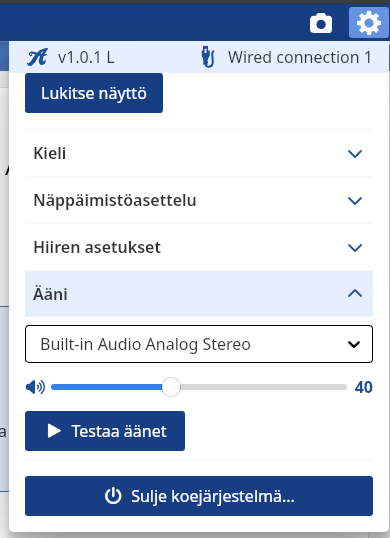 v1.0.1 L Wired connection 1
Lukitse näyttö
Kieli
Näppäimistöasettelu
Hiiren asetukset
Ääni
Built-in Audio Analog Stereo
40
Testaa äänet
Sulje koejärjestelmä...